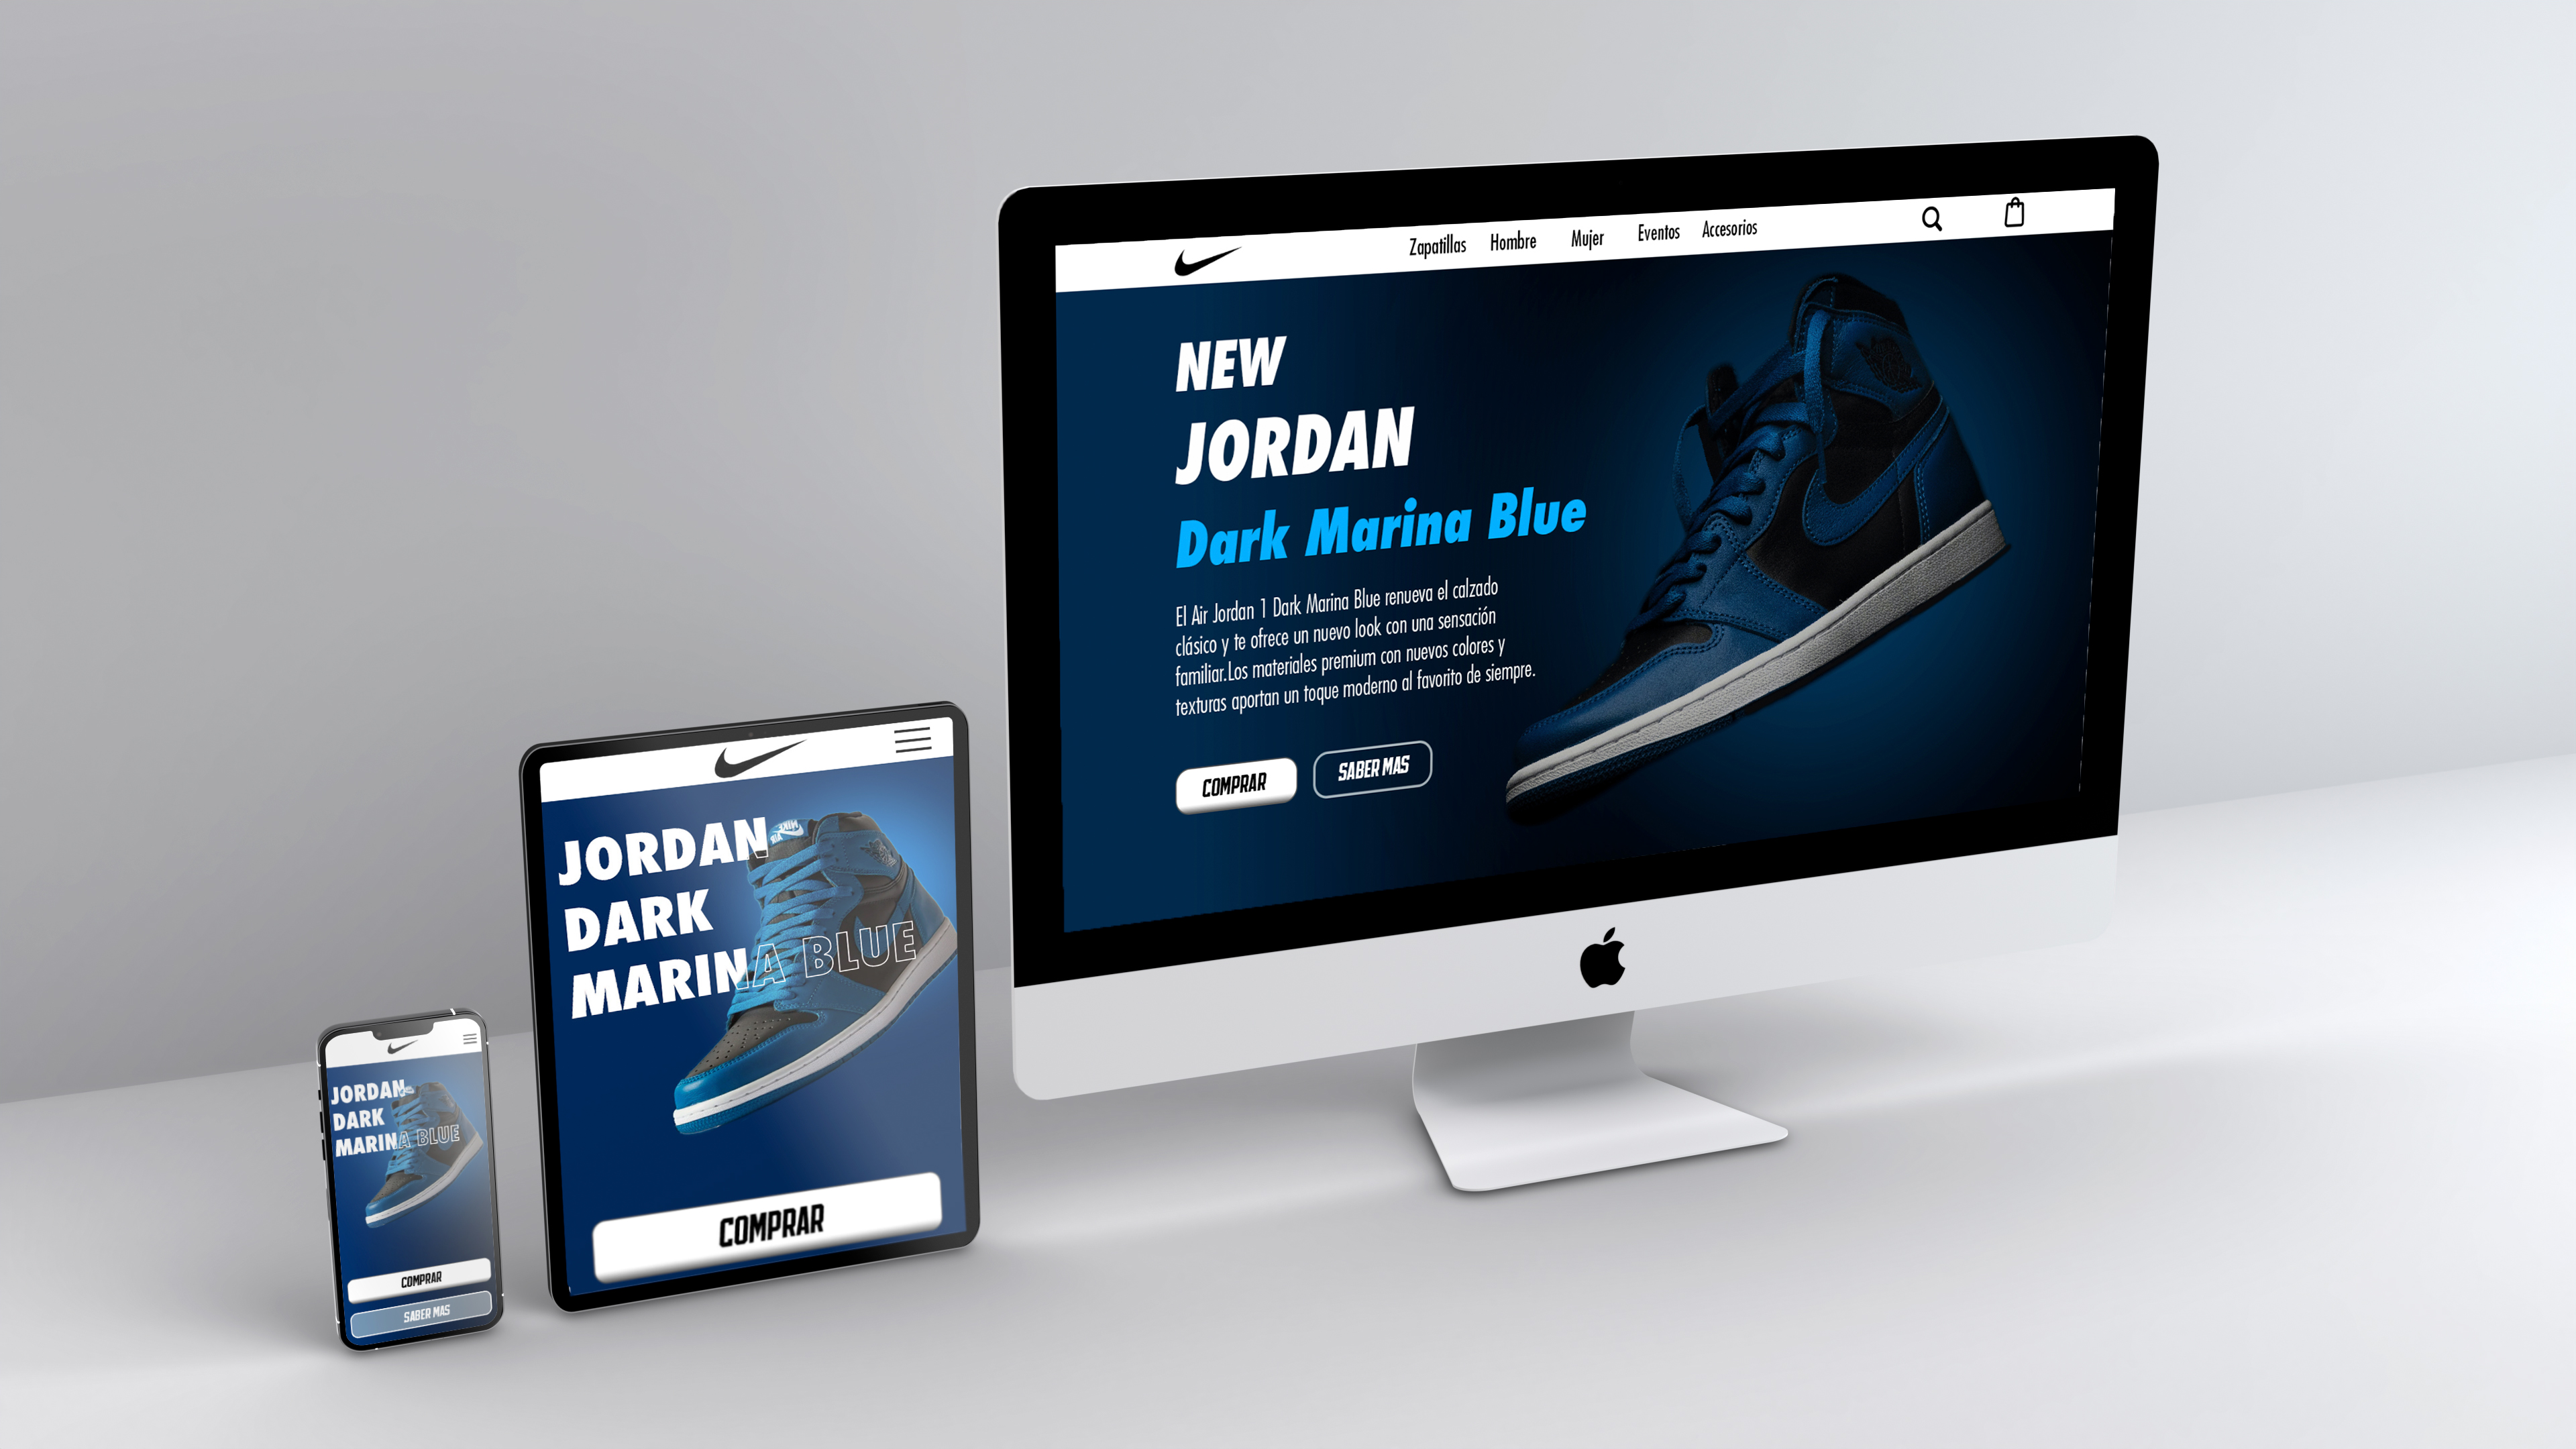 Zapatillas Hombre Mujer Eventos Accesorios
NEW
JORDAN
Dark Marina Blue
El Air Jordan 1 Dark Marina Blue renueva el calzado
clásico y te ofrece un nuevo look con una sensación
familiar.Los materiales premium con nuevos colores y
texturas aportan un toque moderno al favorito de siempre.
COMPRAR
SABER MAS
JORDAN
DARK
MARINA BLUE
COMPRAR
JORDAN
DARK
MARINA BLUE
COMPRAR
SABER MAS